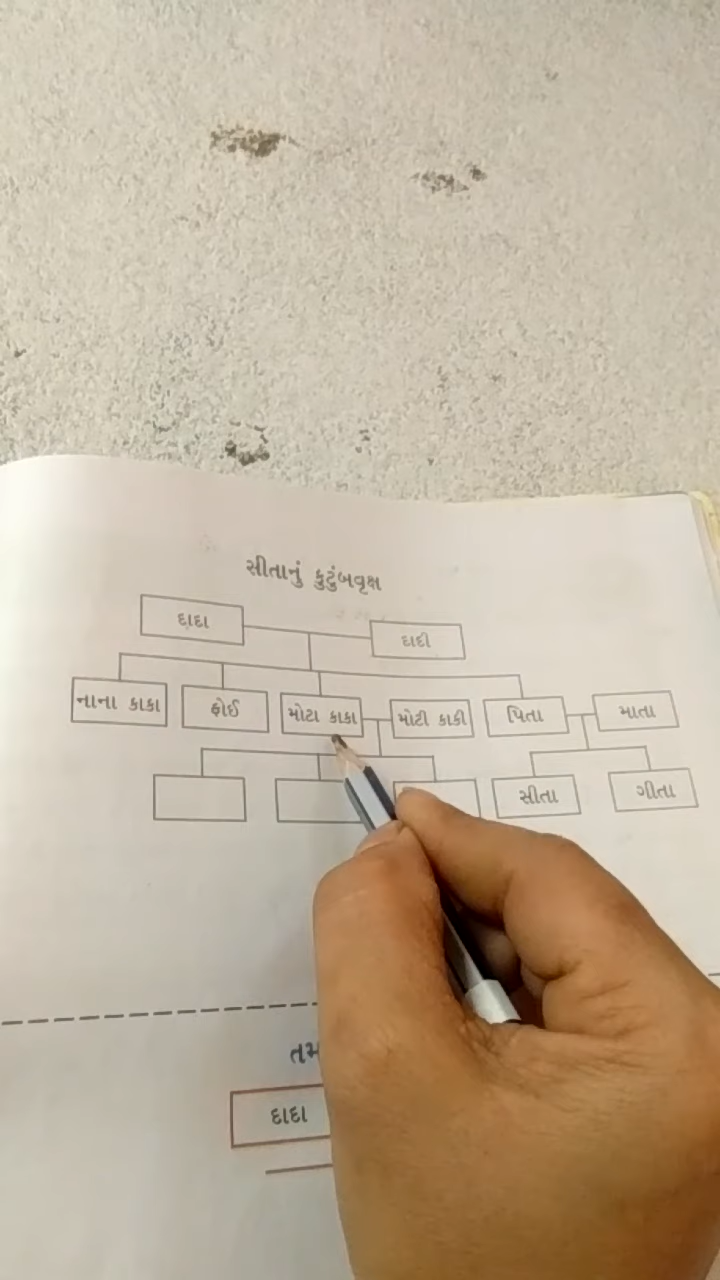 સીતાનું કુટુંબવૃક્ષ
દાદા દાદી
નાના કાકા ફોઈ મોટા કાકા મોટી કાકી પિતા માતા
સીતા ગીતા
દાદા